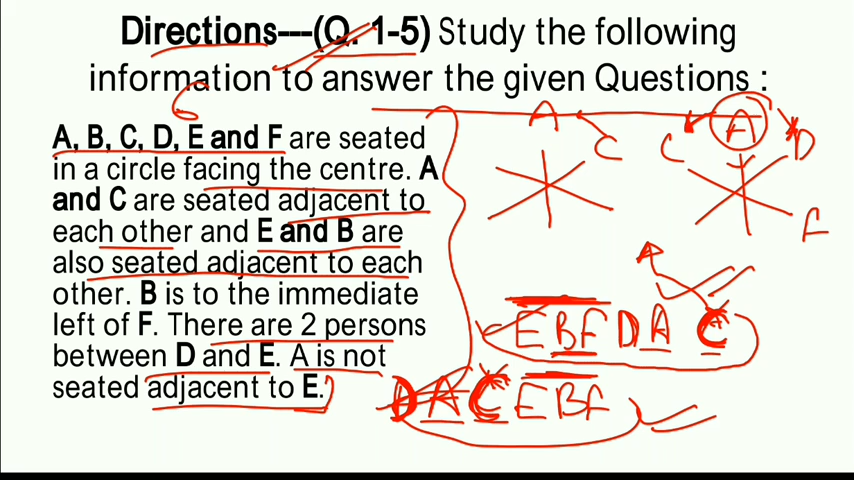 Directions---(Q. 1-5) Study the following
information to answer the given Questions :
A, B, C, D, E and F are seated
in a circle facing the centre. A
and C are seated adjacent to
each other and E and B are
also seated adjacent to each
other. B is to the immediate
left of F. There are 2 persons
between D and E. A is not
seated adjacent to E.
6
A
C
C A D
F
A
E B F D A C
D A C E B F